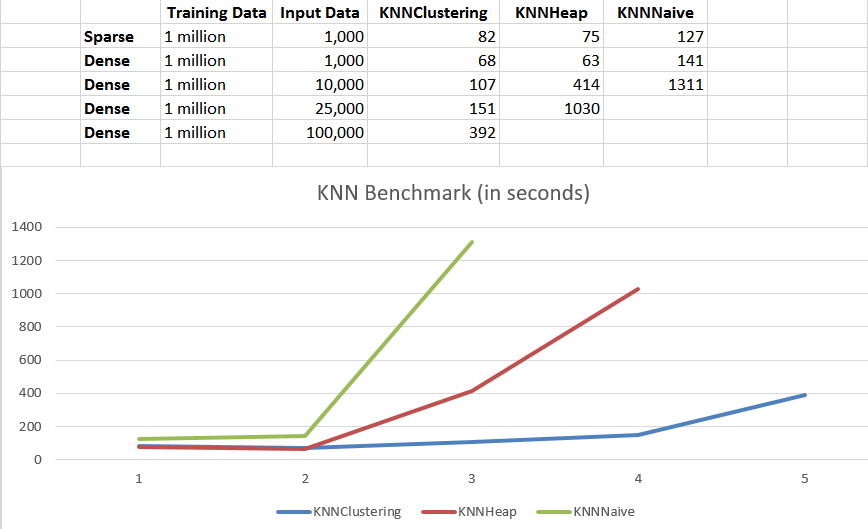 Training Data Input Data KNNClustering KNNHeap KNNNaive
Sparse 1 million 1,000 82 75 127
Dense 1 million 1,000 68 63 141
Dense 1 million 10,000 107 414 1311
Dense 1 million 25,000 151 1030
Dense 1 million 100,000 392
KNN Benchmark (in seconds)
1400
1200
1000
800
600
400
200
0
1 2 3 4 5
KNNClustering KNNHeap KNNNaive